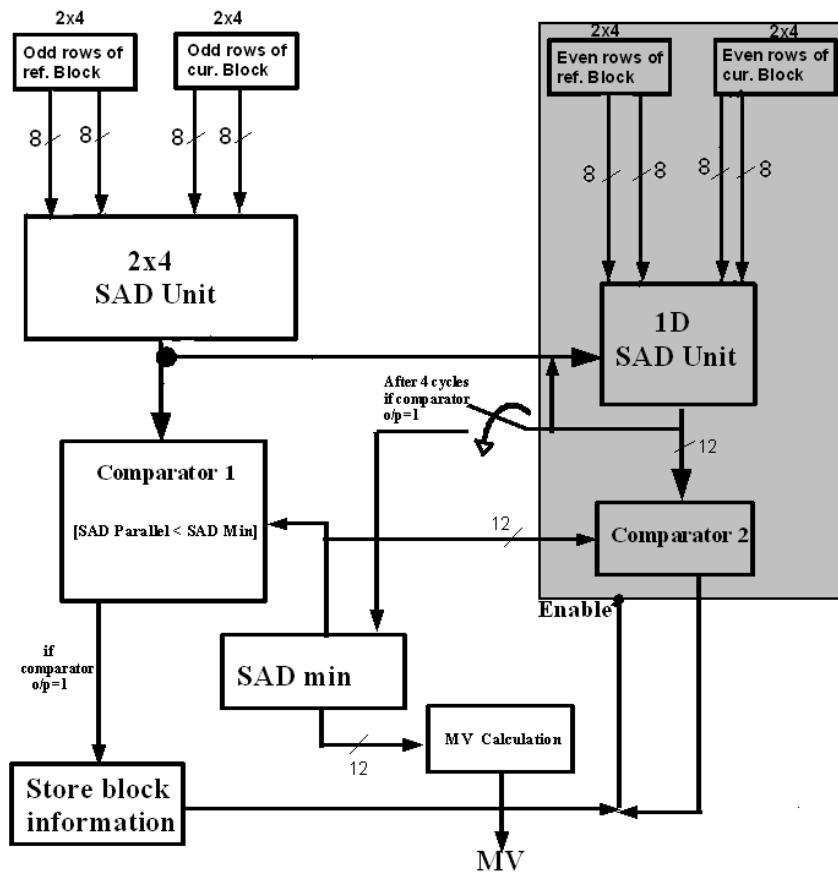 2x4
2x4
Odd rows of
ref. Block
Odd rows of
cur. Block
8
8
8
8
2x4
SAD Unit
2x4
2x4
Even rows of
ref. Block
Even rows of
cur. Block
8
8
8
8
1D
SAD Unit
After 4 cycles
if comparator
o/p=1
12
Comparator 1
[SAD Parallel < SAD Min]
12
Comparator 2
Enable
if
comparator
o/p=1
SAD min
12
MV Calculation
Store block
information
MV